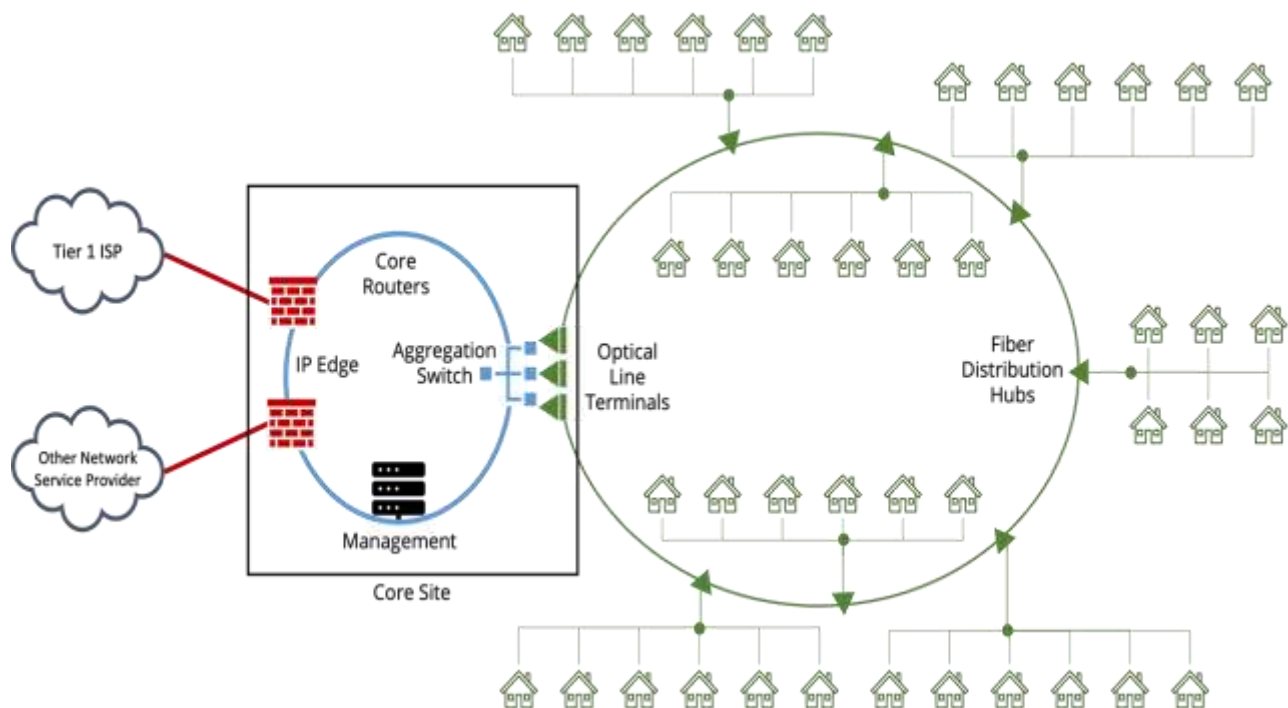 Tier 1 ISP
Other Network
Service Provider
Core
Routers
IP Edge
Aggregation
Switch
Management
Core Site
Optical
Line
Terminals
Fiber
Distribution
Hubs